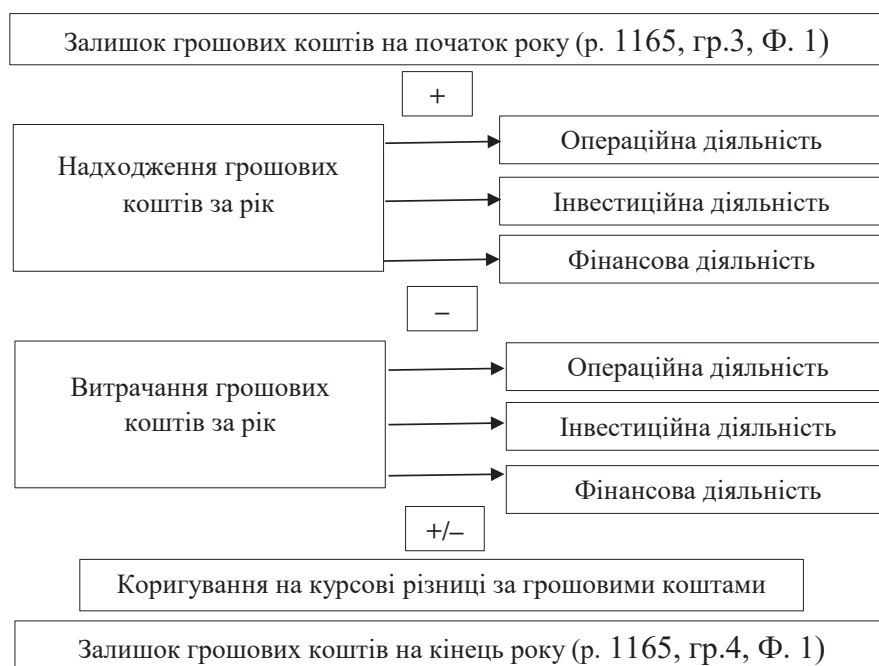 Залишок грошових коштів на початок року (р. 1165, гр.3, Ф. 1)
+
Надходження грошових
коштів за рік
Операційна діяльність
Інвестиційна діяльність
Фінансова діяльність
–
Витрачання грошових
коштів за рік
Операційна діяльність
Інвестиційна діяльність
Фінансова діяльність
+/–
Коригування на курсові різниці за грошовими коштами
Залишок грошових коштів на кінець року (р. 1165, гр.4, Ф. 1)